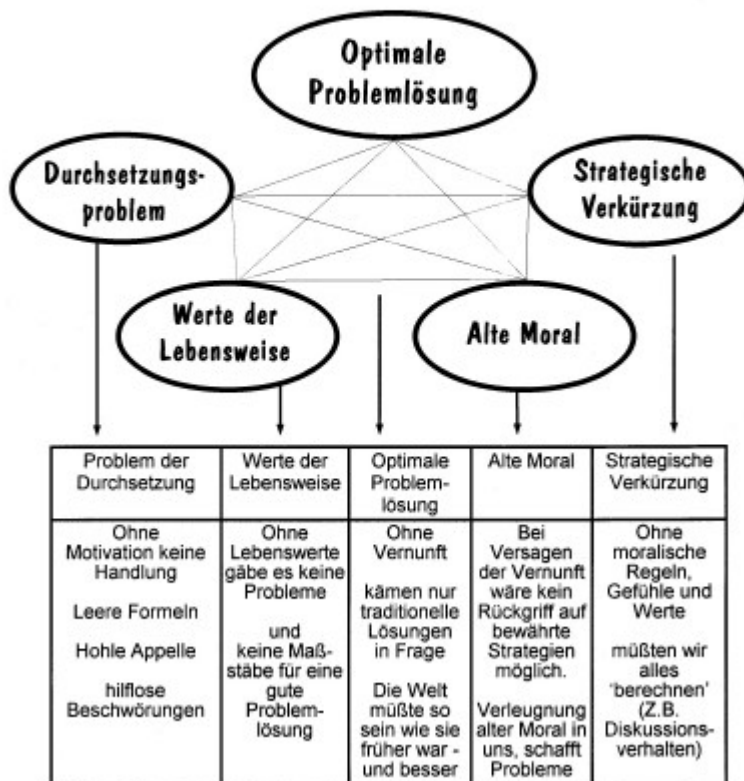 Optimale
Problemlösung
Durchsetzungs-
problem
Strategische
Verkürzung
Werte der
Lebensweise
Alte Moral
Problem der
Durchsetzung
Werte der
Lebensweise
Optimale
Problem-
lösung
Alte Moral
Strategische
Verkürzung
Ohne
Motivation keine
Handlung
Leere Formeln
Hohle Appelle
hilflose
Beschwörungen
Ohne
Lebenswerte
gäbe es keine
Probleme
und
keine Maß-
stäbe für eine
gute
Problem-
lösung
Ohne
Vernunft
kämen nur
traditionelle
Lösungen
in Frage
Die Welt
müßte so
sein wie sie
früher war -
und besser
Bei
Versagen
der Vernunft
wäre kein
Rückgriff auf
bewährte
Strategien
möglich.
Verleugnung
alter Moral in
uns, schafft
Probleme
Ohne
moralische
Regeln,
Gefühle und
Werte
müßten wir
alles
'berechnen'
(Z.B.
Diskussions-
verhalten)